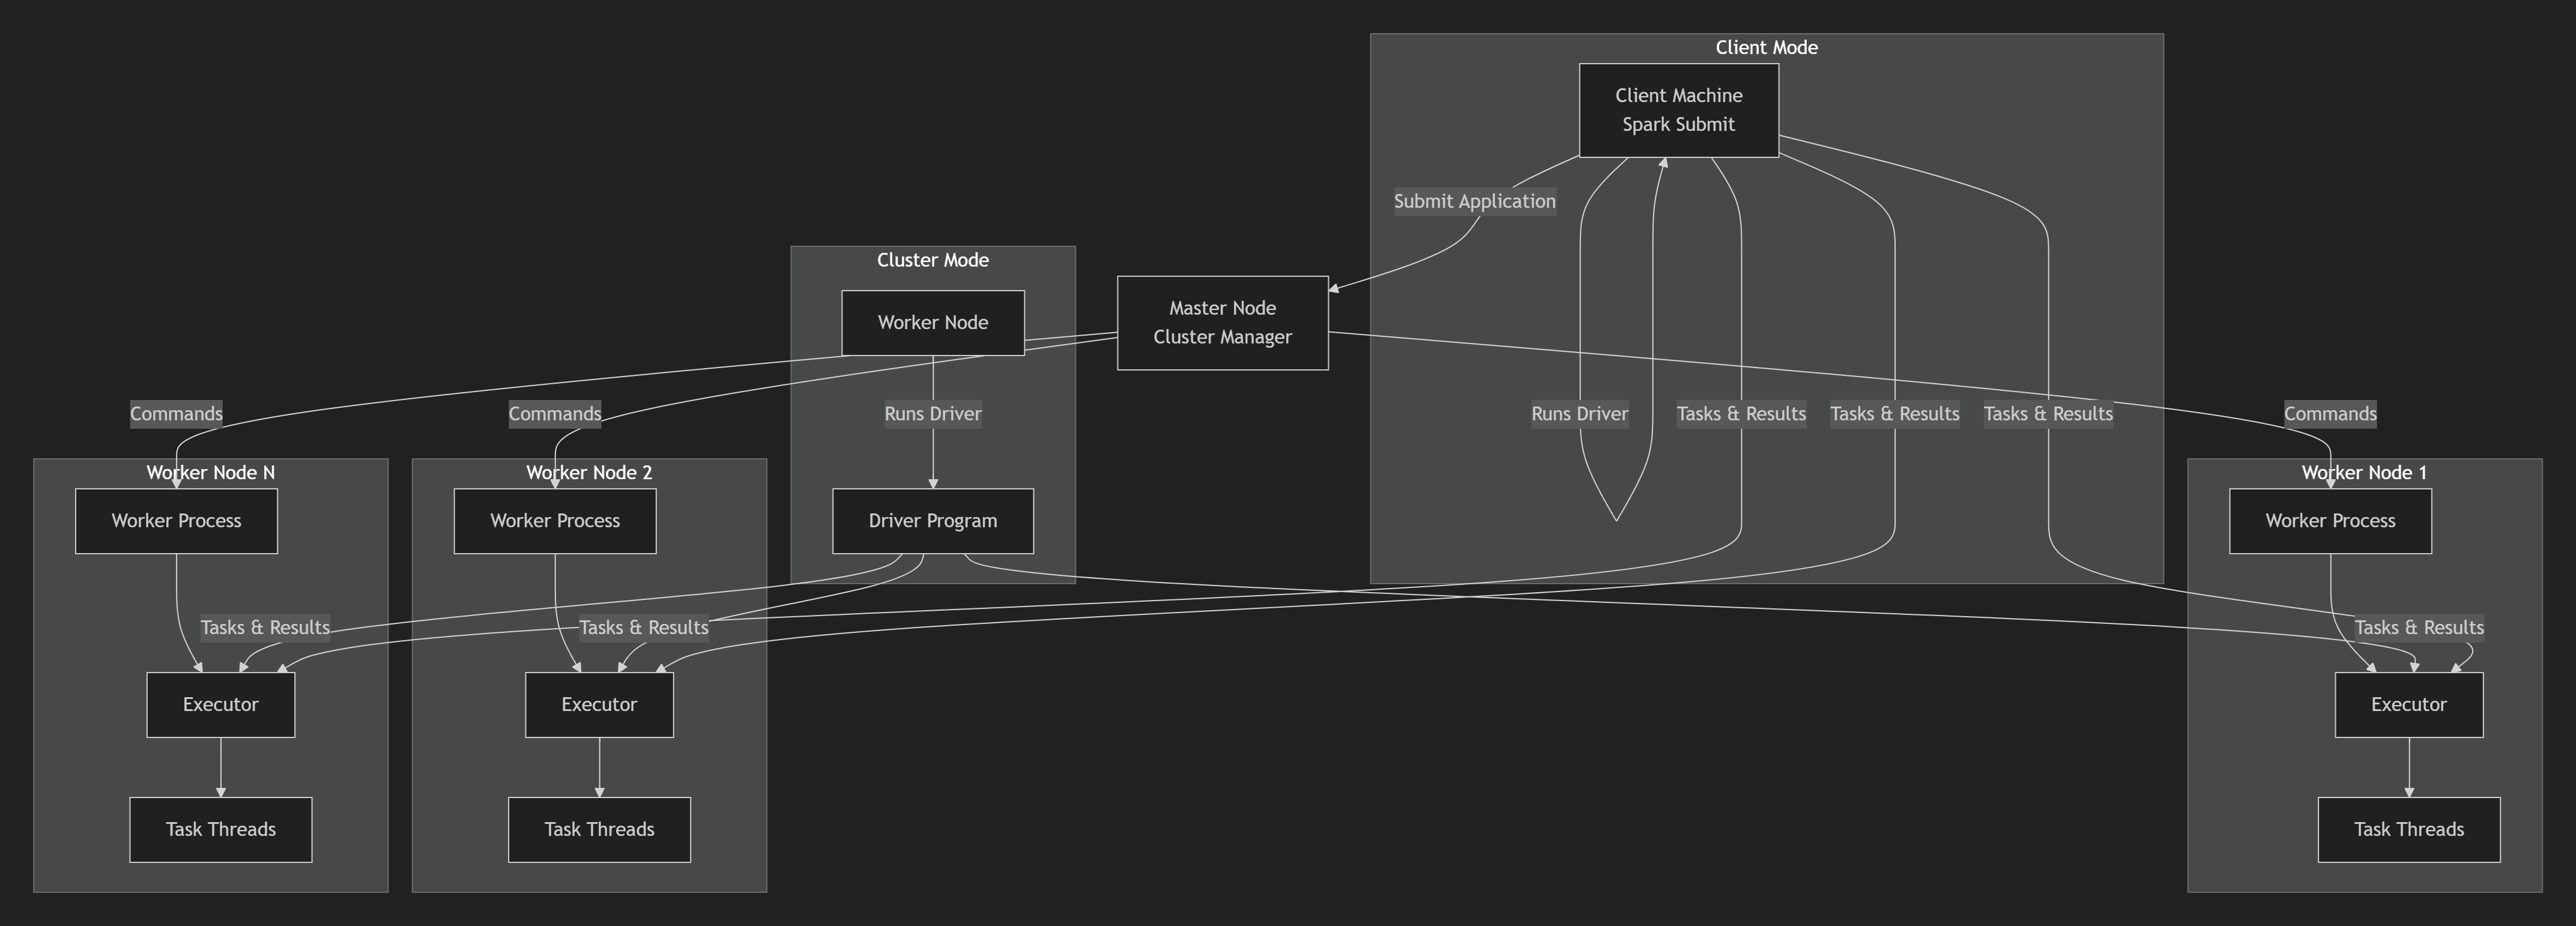 Client Mode
Client Machine
Spark Submit
Submit Application
Cluster Mode
Worker Node
Master Node
Cluster Manager
Commands
Commands
Runs Driver
Runs Driver
Tasks & Results
Tasks & Results
Tasks & Results
Commands
Worker Node N
Worker Node 2
Worker Node 1
Worker Process
Worker Process
Driver Program
Worker Process
Tasks & Results
Tasks & Results
Tasks & Results
Executor
Executor
Executor
Task Threads
Task Threads
Task Threads